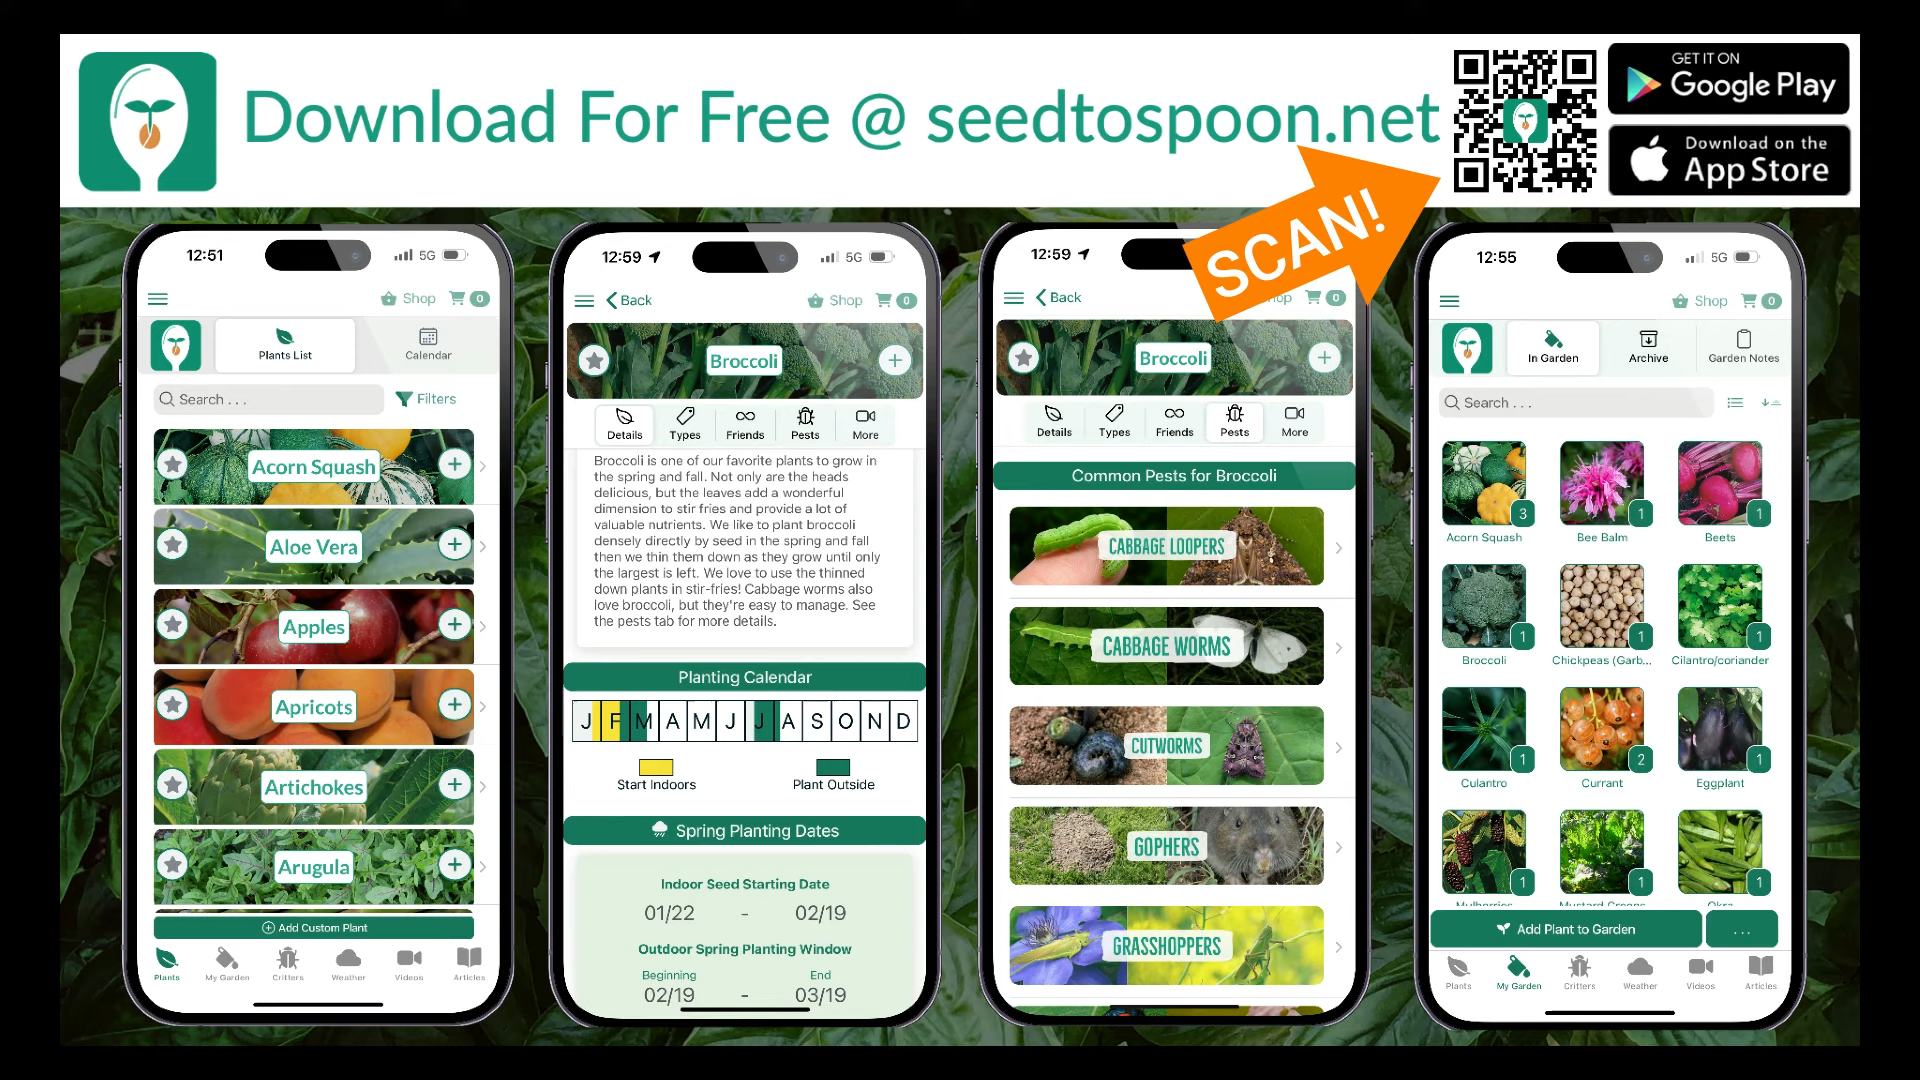 Download For Free @ seedtospoon.net
GET IT ON
Google Play
Download on the
App Store
SCAN!
12:51
5G
Shop
0
Plants List
Calendar
Search . . .
Filters
Acorn Squash
Aloe Vera
Apples
Apricots
Artichokes
Arugula
Add Custom Plant
Plants
My Garden
Critters
Weather
Videos
Articles
12:59
5G
Back
Shop
0
Broccoli
Details
Types
Friends
Pests
More
Broccoli is one of our favorite plants to grow in
the spring and fall. Not only are the heads
delicious, but the leaves add a wonderful
dimension to stir fries and provide a lot of
valuable nutrients. We like to plant broccoli
densely directly by seed in the spring and fall
then we thin them down as they grow until only
the largest is left. We love to use the thinned
down plants in stir-fries! Cabbage worms also
love broccoli, but they're easy to manage. See
the pests tab for more details.
Planting Calendar
J F M A M J J A S O N D
Start Indoors
Plant Outside
Spring Planting Dates
Indoor Seed Starting Date
01/22 - 02/19
Outdoor Spring Planting Window
Beginning
End
02/19 - 03/19
12:59
Back
0
Broccoli
Details
Types
Friends
Pests
More
Common Pests for Broccoli
CABBAGE LOOPERS
CABBAGE WORMS
CUTWORMS
GOPHERS
GRASSHOPPERS
12:55
5G
Shop
0
In Garden
Archive
Garden Notes
Search . . .
3
1
1
Acorn Squash
Bee Balm
Beets
1
1
1
Broccoli
Chickpeas (Garb...
Cilantro/coriander
1
2
1
Culantro
Currant
Eggplant
1
1
1
Mulberries
Mustard Greens
Okra
Add Plant to Garden
. . .
Plants
My Garden
Critters
Weather
Videos
Articles